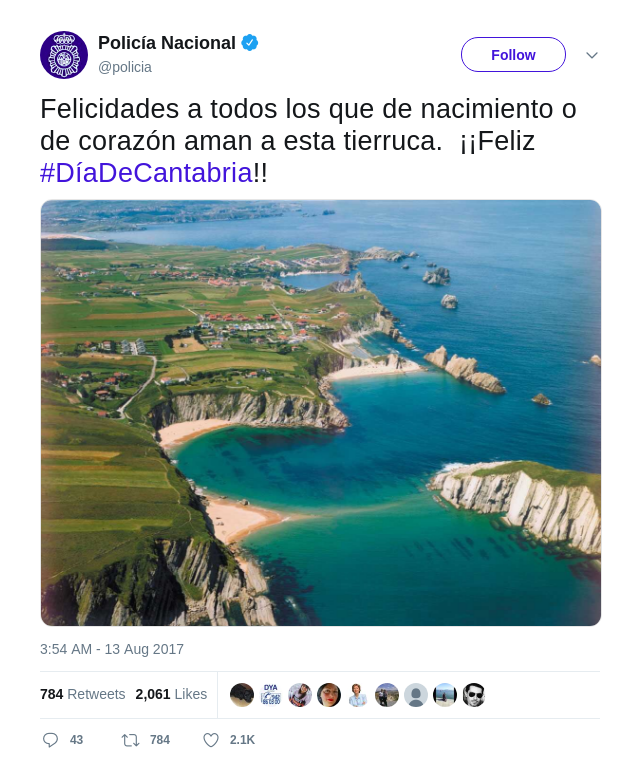 Policía Nacional
@policia
Follow
Felicidades a todos los que de nacimiento o
de corazón aman a esta tierruca.  ¡¡Feliz
#DíaDeCantabria!!
3:54 AM - 13 Aug 2017
784 Retweets 2,061 Likes
DYA
43 784 2.1K